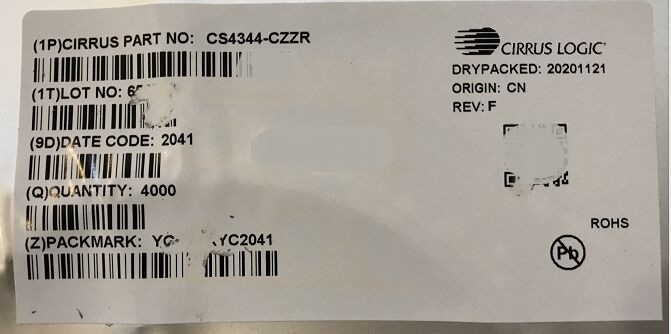 (1P)CIRRUS PART NO: CS4344-CZZR
(1T)LOT NO:
(9D)DATE CODE: 2041
(Q)QUANTITY: 4000
(Z)PACKMARK:
CIRRUS LOGIC®
DRYPACKED: 20201121
ORIGIN: CN
REV: F
ROHS
Pb